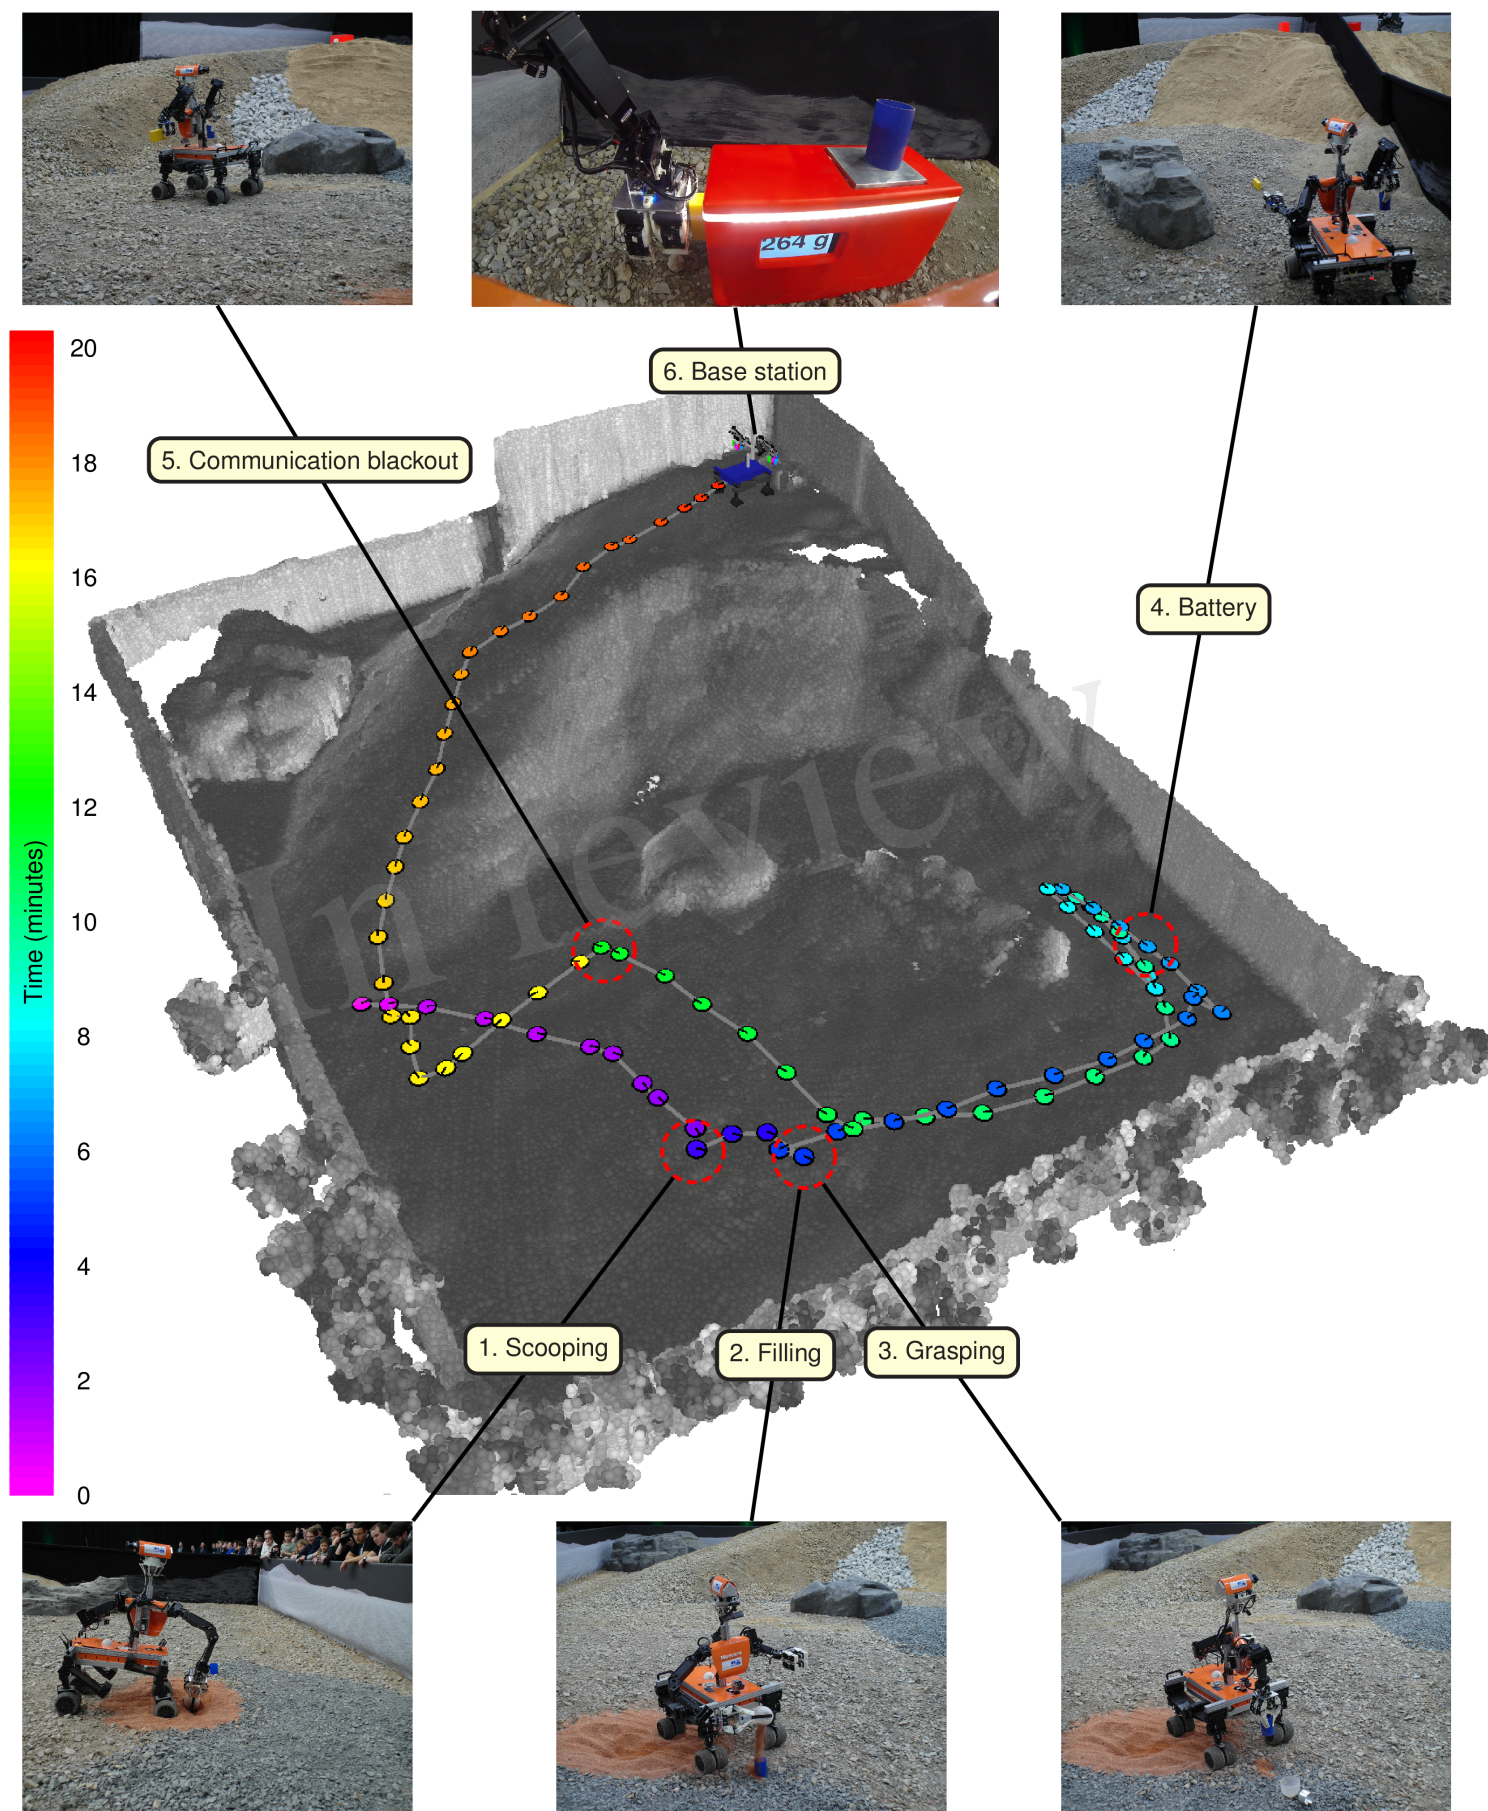 264 g
6. Base station
20
5. Communication blackout
18
16
4. Battery
14
12
In review
Time (minutes)
10
8
6
4
1. Scooping
2. Filling
3. Grasping
2
0